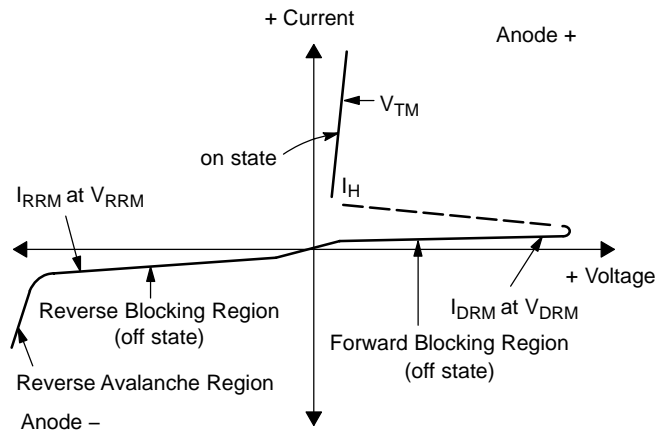 + Current
Anode +
VTM
on state
IH
IRRM at VRRM
+ Voltage
IDRM at VDRM
Reverse Blocking Region
(off state)
Forward Blocking Region
(off state)
Reverse Avalanche Region
Anode –